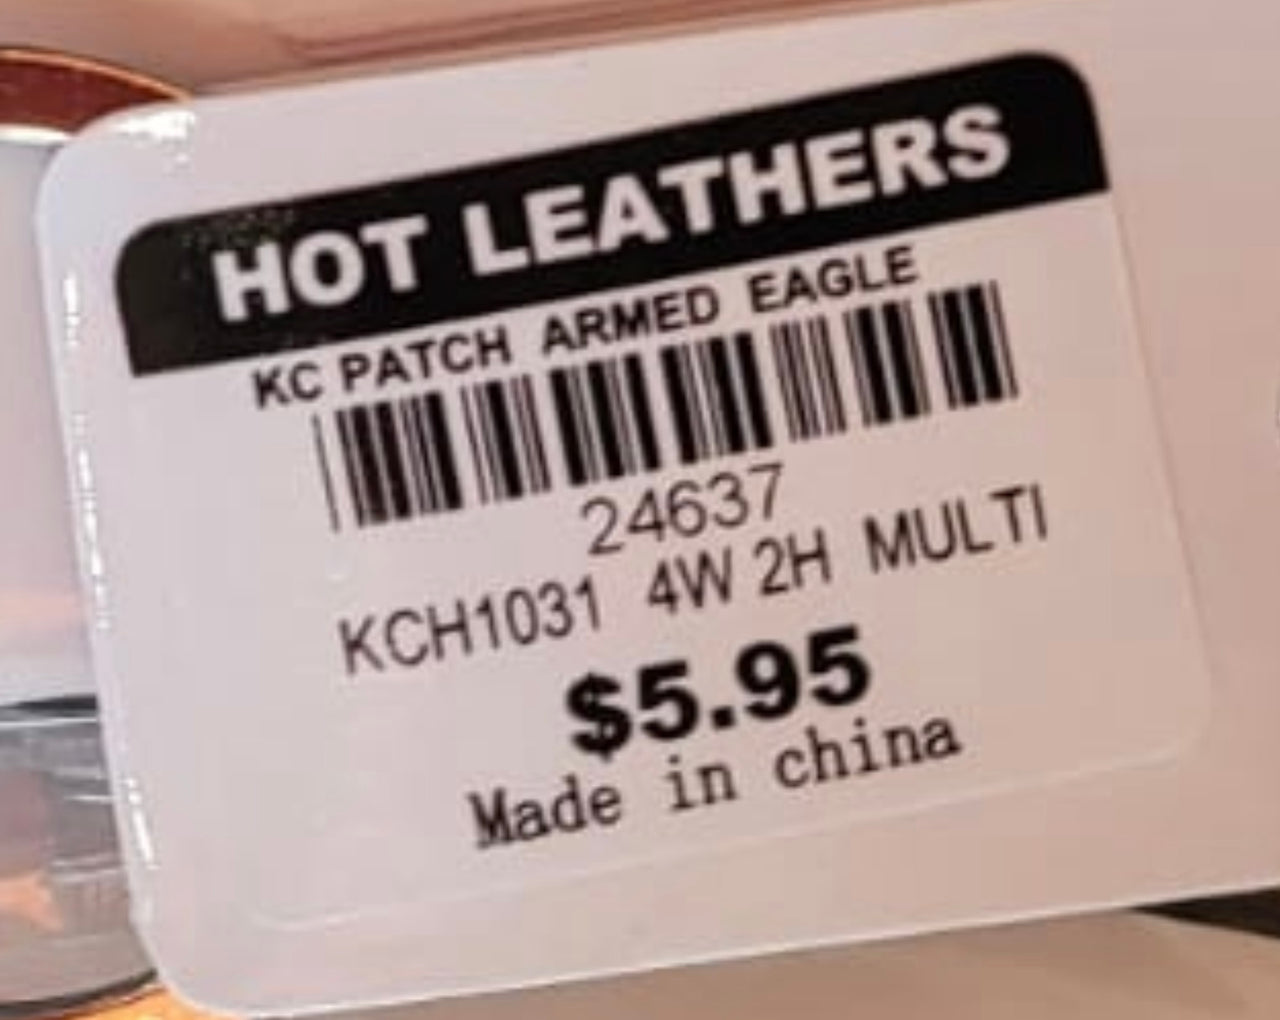 HOT LEATHERS
KC PATCH ARMED EAGLE
24637
KCH1031 4W 2H MULTI
$5.95
Made in china